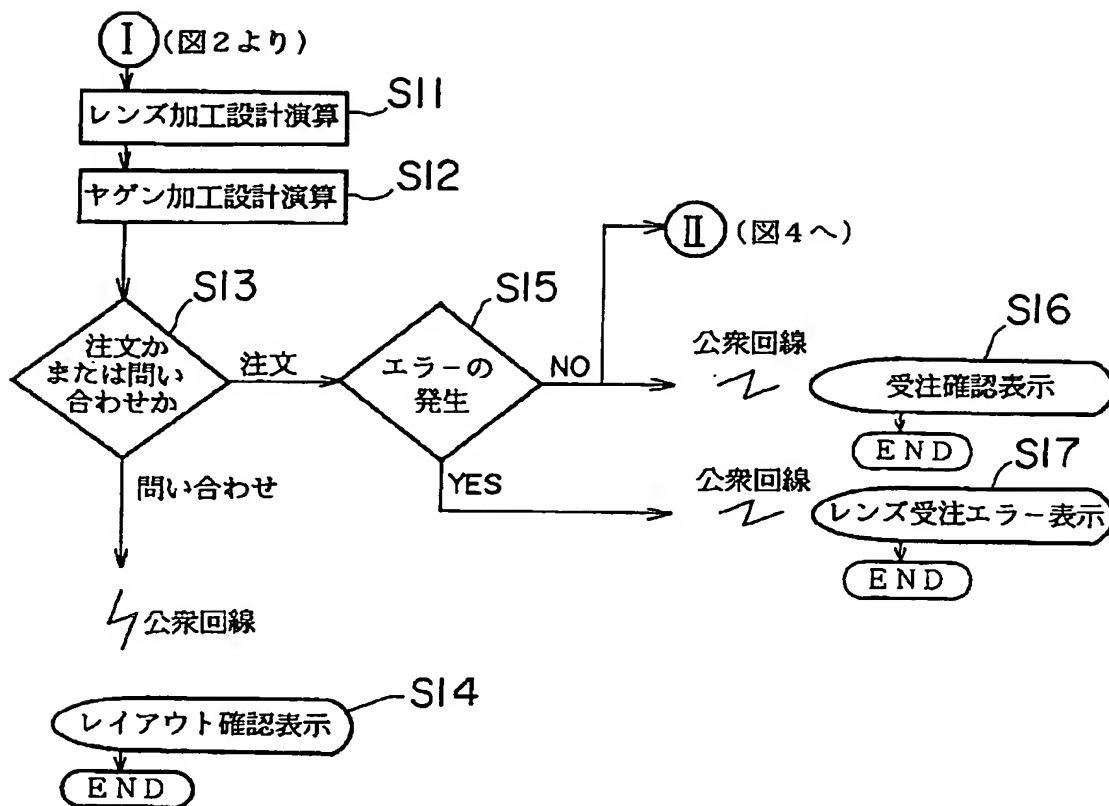 I (図2より)
S11
レンズ加工設計演算
S12
ヤゲン加工設計演算
II (図4へ)
S13
注文か
または問い
合わせか
注文
S15
エラーの
発生
NO
公衆回線
S16
受注確認表示
END
問い合わせ
YES
公衆回線
S17
レンズ受注エラー表示
END
公衆回線
S14
レイアウト確認表示
END